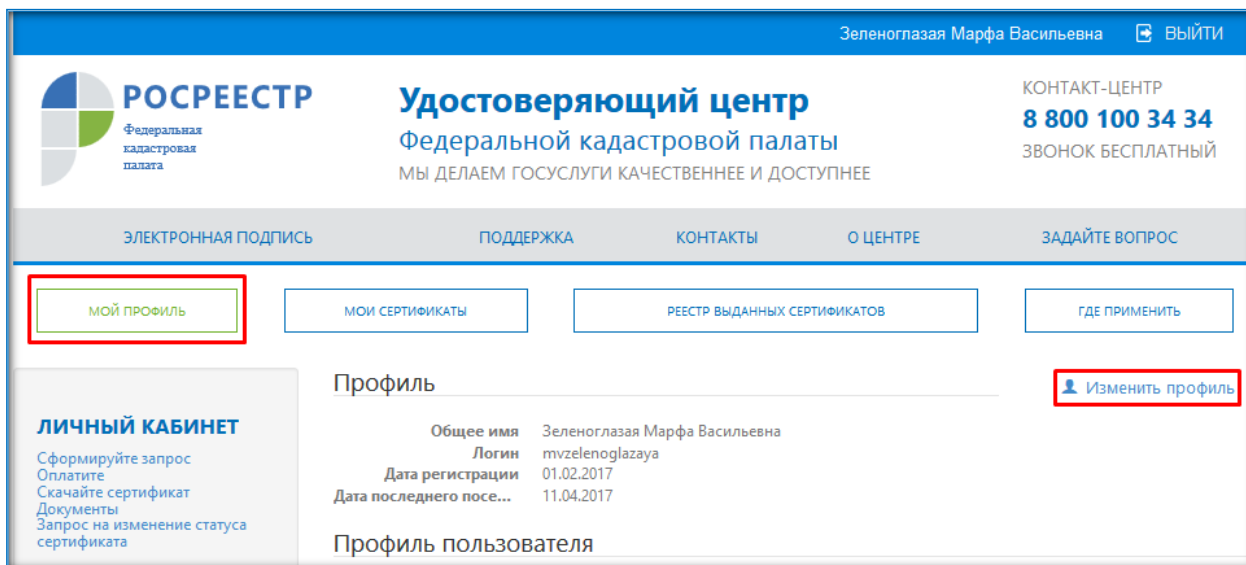 Зеленоглазая Марфа Васильевна ВЫЙТИ
РОСРЕЕСТР
Федеральная
кадастровая
палата
Удостоверяющий центр
Федеральной кадастровой палаты
МЫ ДЕЛАЕМ ГОСУСЛУГИ КАЧЕСТВЕННЕЕ И ДОСТУПНЕЕ
КОНТАКТ-ЦЕНТР
8 800 100 34 34
ЗВОНОК БЕСПЛАТНЫЙ
ЭЛЕКТРОННАЯ ПОДПИСЬ ПОДДЕРЖКА КОНТАКТЫ О ЦЕНТРЕ ЗАДАЙТЕ ВОПРОС
МОЙ ПРОФИЛЬ МОИ СЕРТИФИКАТЫ РЕЕСТР ВЫДАННЫХ СЕРТИФИКАТОВ ГДЕ ПРИМЕНИТЬ
ЛИЧНЫЙ КАБИНЕТ
Сформируйте запрос
Оплатите
Скачайте сертификат
Документы
Запрос на изменение статуса
сертификата
Профиль
Изменить профиль
Общее имя Зеленоглазая Марфа Васильевна
Логин mvzelenoglazaya
Дата регистрации 01.02.2017
Дата последнего посе... 11.04.2017
Профиль пользователя